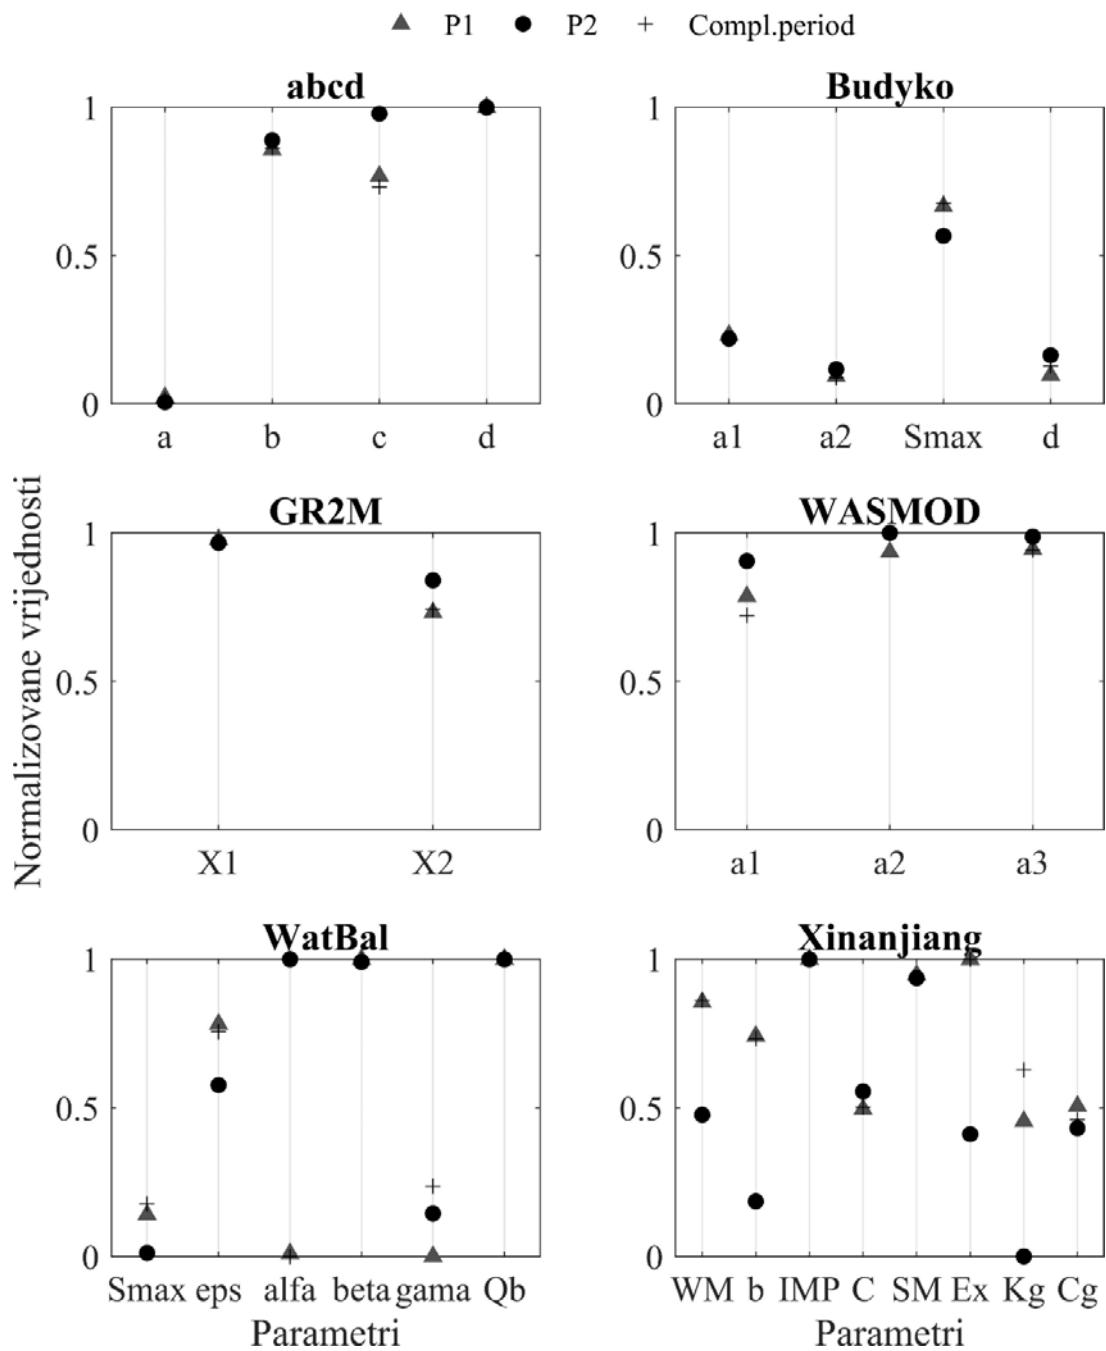 P1 P2 Compl.period
abcd
1
0.5
0
a b c d
Budyko
1
0.5
0
a1 a2 Smax d
Normalizovane vrijednosti
GR2M
1
0.5
0
X1 X2
WASMOD
1
0.5
0
a1 a2 a3
WatBal
1
0.5
0
Smax eps alfa beta gama Qb
Parametri
Xinanjiang
1
0.5
0
WM b IMP C SM Ex Kg Cg
Parametri